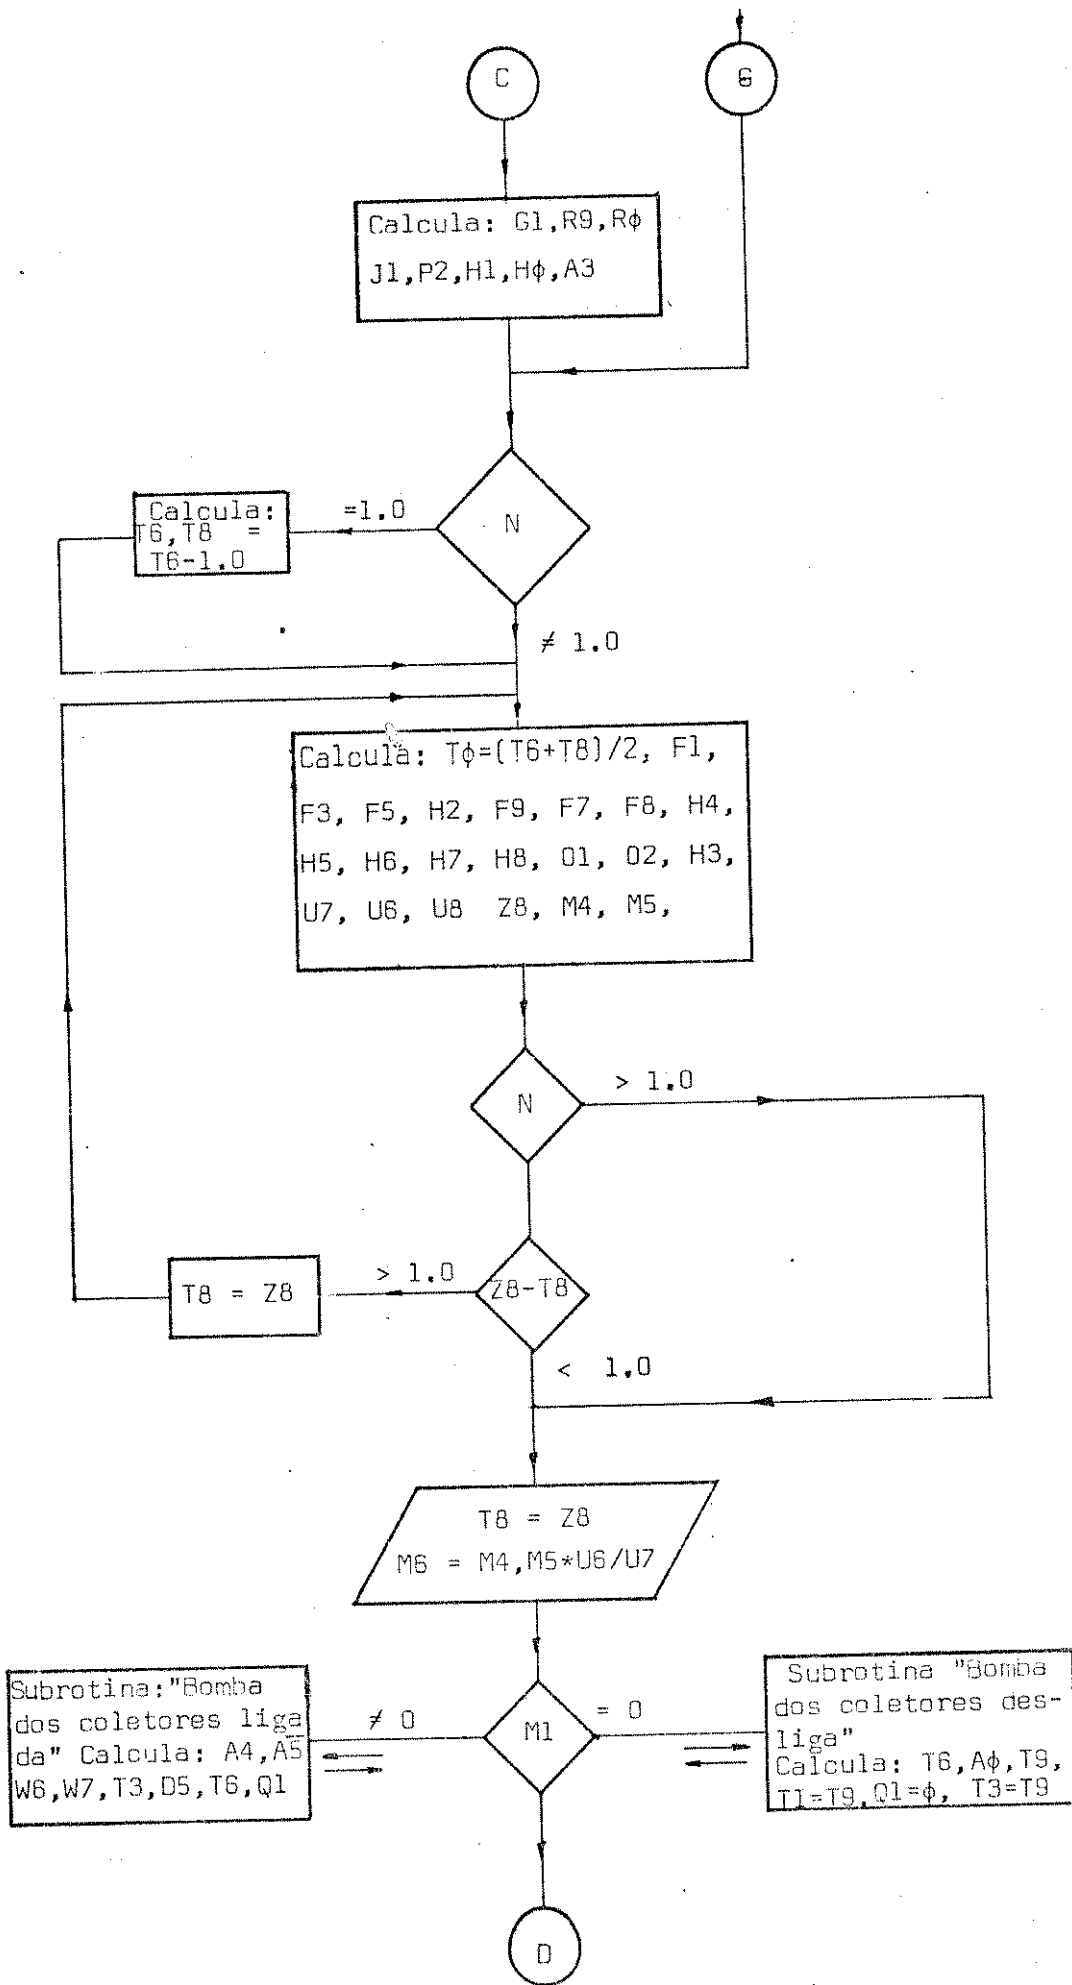 C
G
Calcula: G1,R9,Rϕ
J1,P2,H1,Hϕ,A3
N
=1.0
Calcula:
T6,T8 =
T6-1.0
≠ 1.0
Calcula: Tϕ=(T6+T8)/2, F1,
F3, F5, H2, F9, F7, F8, H4,
H5, H6, H7, H8, O1, O2, H3,
U7, U6, U8 Z8, M4, M5,
N
> 1.0
Z8-T8
> 1.0
T8 = Z8
< 1.0
T8 = Z8
M6 = M4,M5*U6/U7
M1
≠ 0
= 0
Subrotina:"Bomba
dos coletores liga
da" Calcula: A4,A5
W6,W7,T3,D5,T6,Q1
Subrotina "Bomba
dos coletores des-
liga"
Calcula: T6,Aϕ,T9,
T1=T9,Q1=ϕ, T3=T9
D